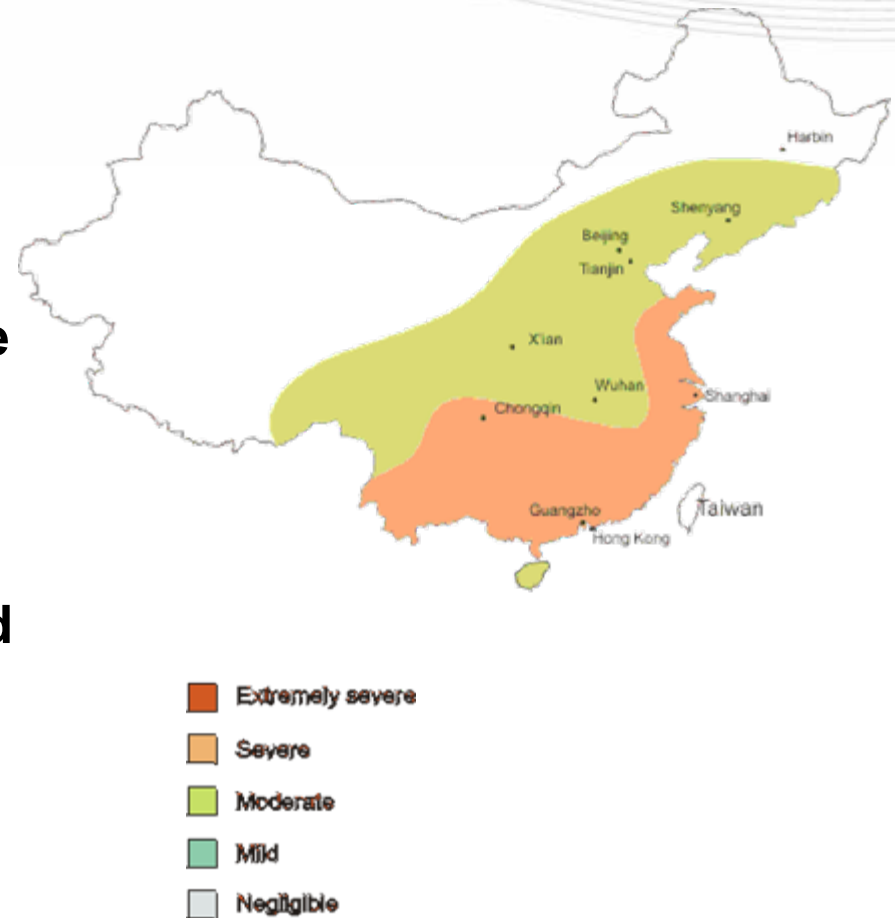 Harbin
Shenyang
Beijing
Tianjin
e
X'ian
Wuhan
Shanghai
Chongqin
Taiwan
Guangzho
Hong Kong
d
Extremely severe
Severe
Moderate
Mild
Negligible